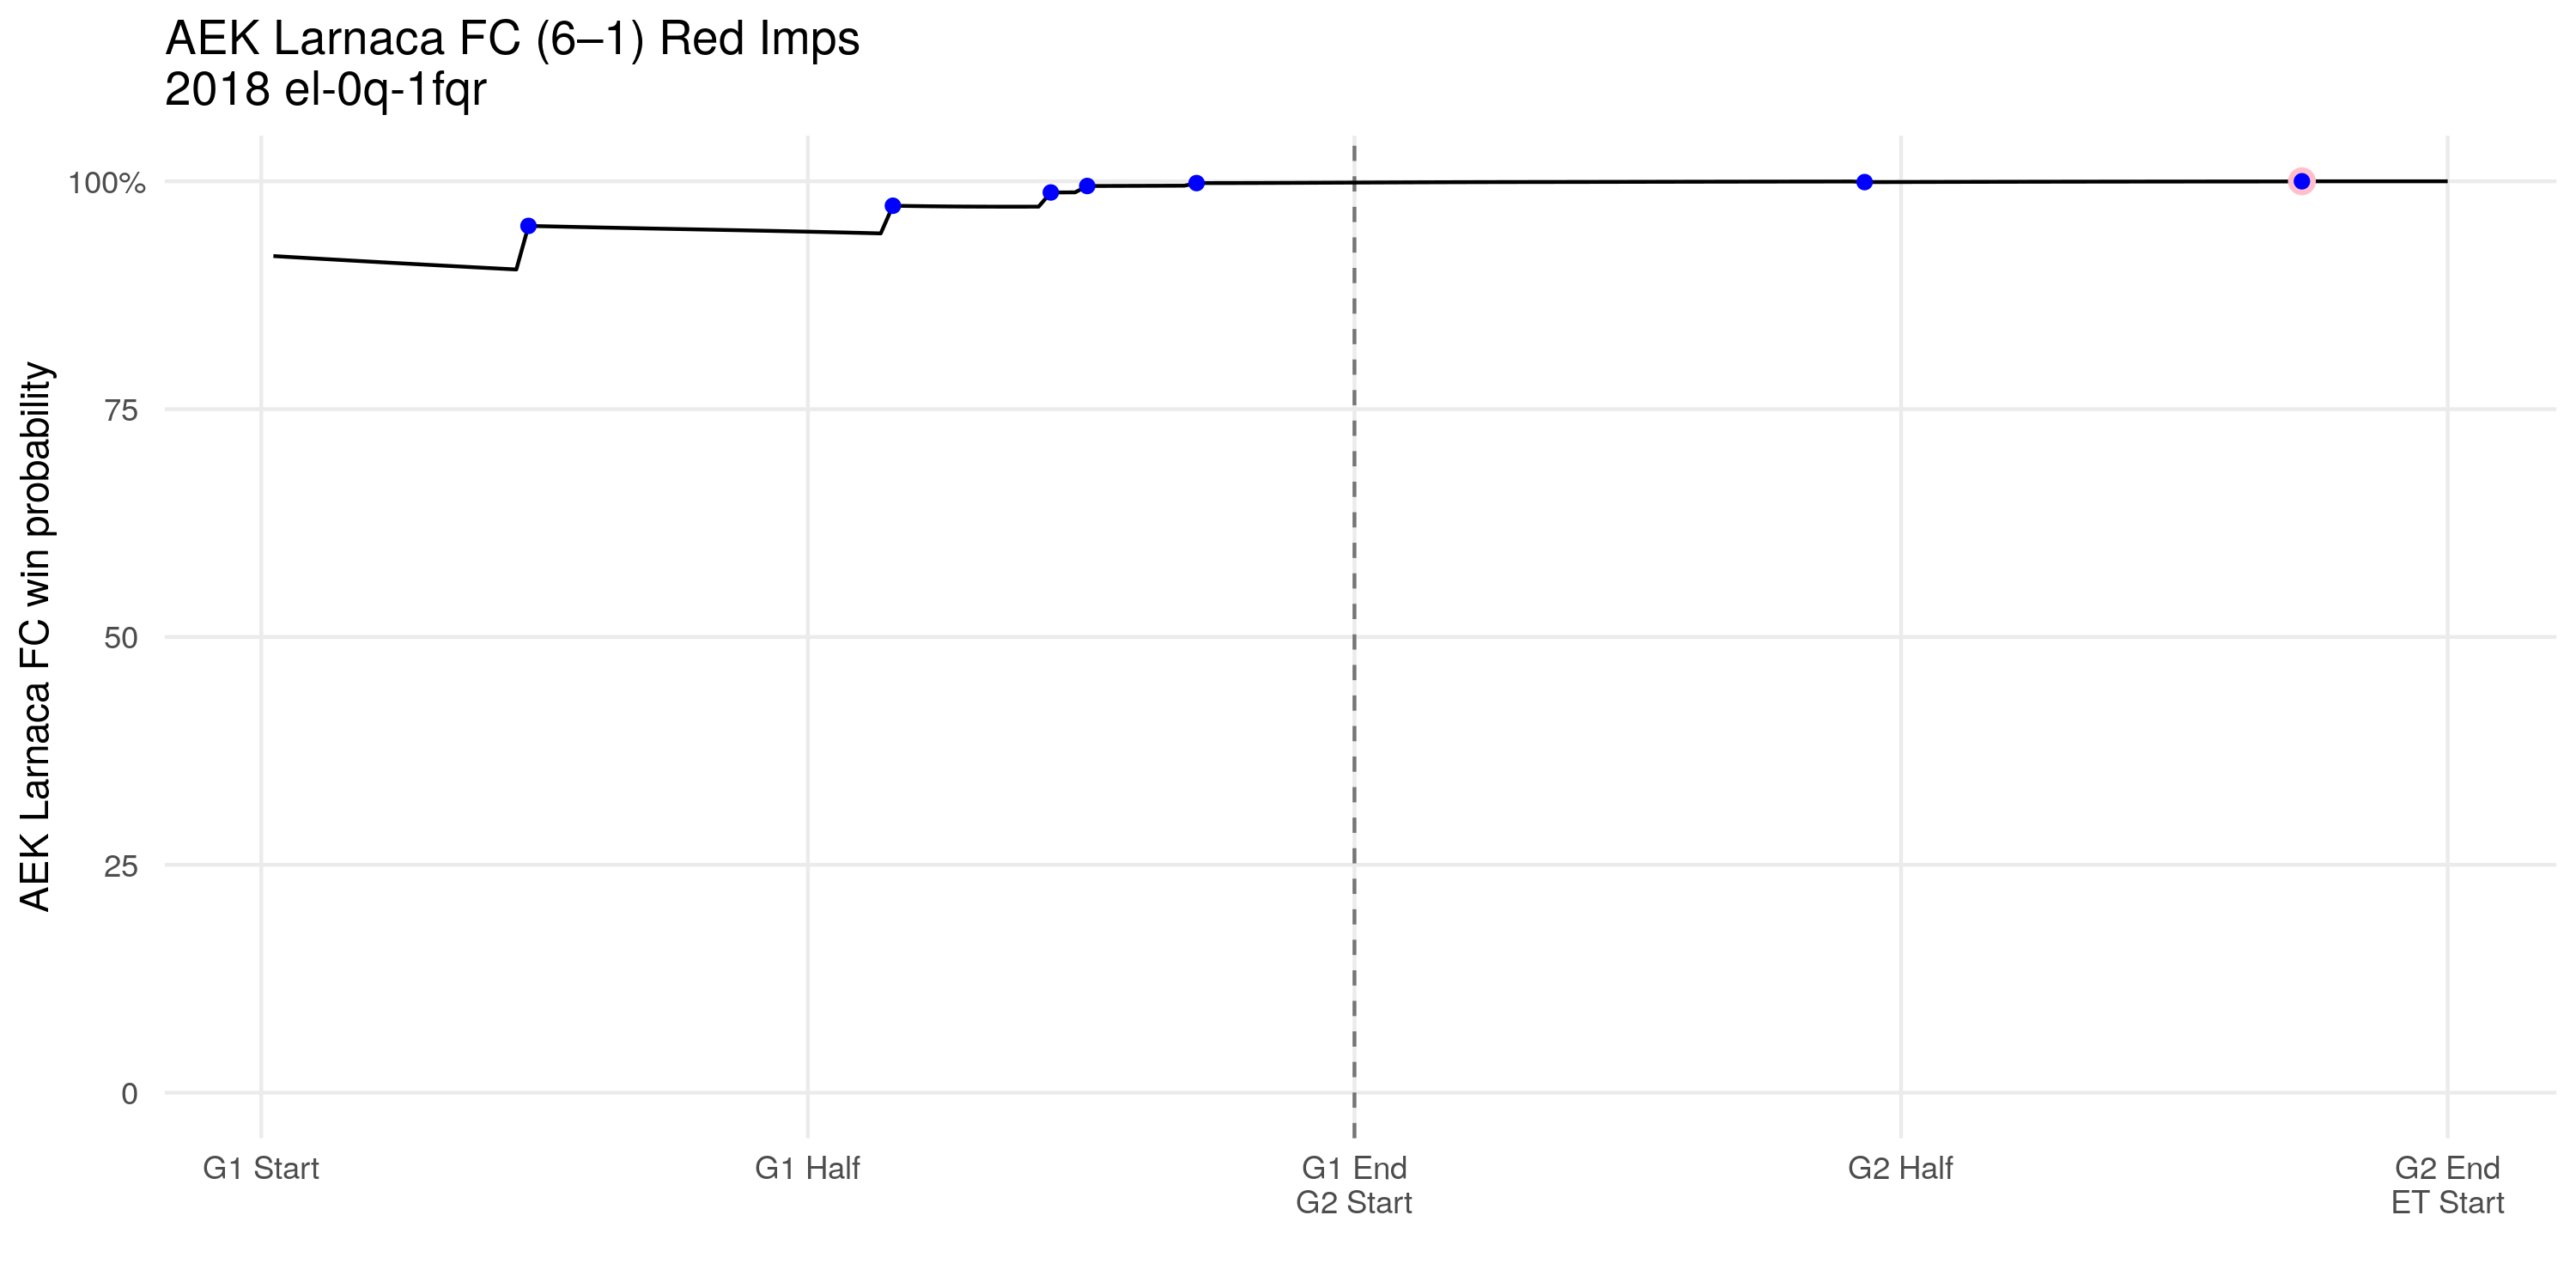 AEK Larnaca FC (6–1) Red Imps
2018 el-0q-1fqr
AEK Larnaca FC win probability
100%
75
50
25
0
G1 Start
G1 Half
G1 End
G2 Start
G2 Half
G2 End
ET Start